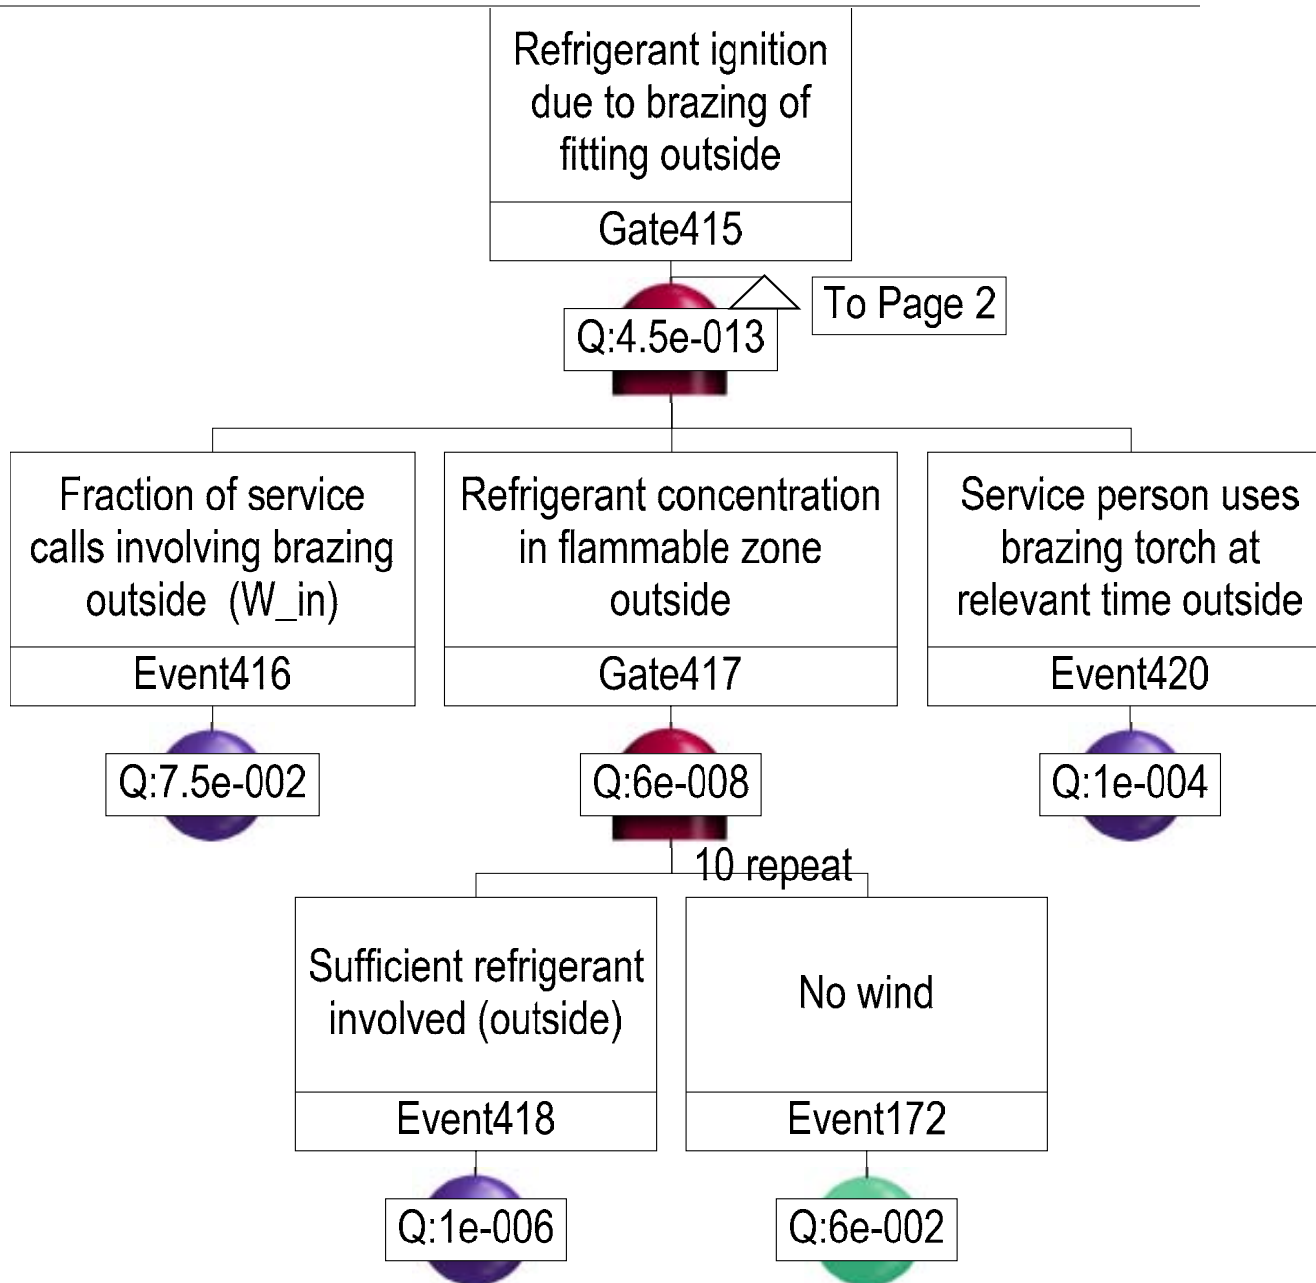 Refrigerant ignition
due to brazing of
fitting outside
Gate415
To Page 2
Q:4.5e-013
Fraction of service
calls involving brazing
outside (W_in)
Event416
Q:7.5e-002
Refrigerant concentration
in flammable zone
outside
Gate417
Q:6e-008
Service person uses
brazing torch at
relevant time outside
Event420
Q:1e-004
10 repeat
Sufficient refrigerant
involved (outside)
Event418
Q:1e-006
No wind
Event172
Q:6e-002